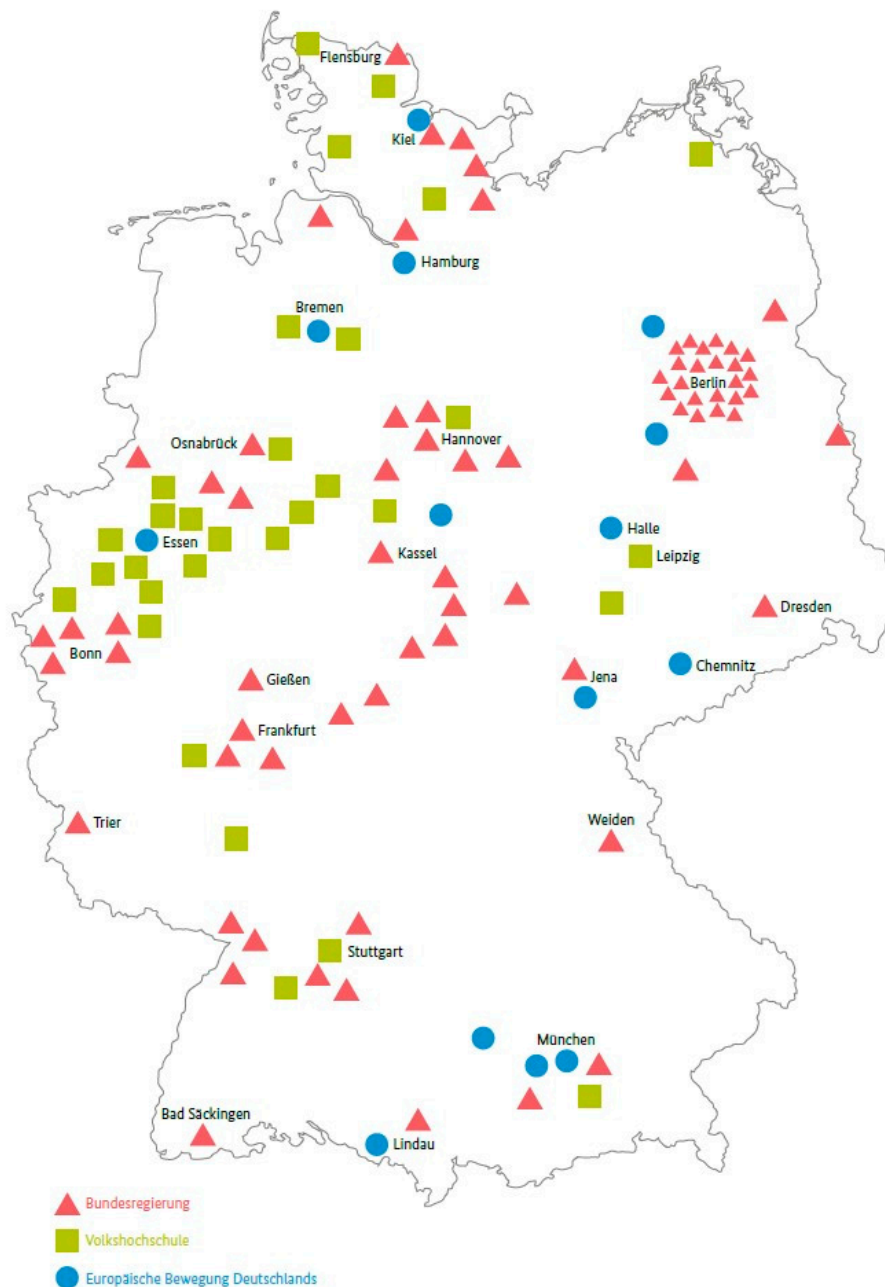 Flensburg
Kiel
Hamburg
Bremen
Berlin
Osnabrück
Hannover
Essen
Halle
Leipzig
Kassel
Dresden
Bonn
Chemnitz
Gießen
Jena
Frankfurt
Trier
Weiden
Stuttgart
München
Bad Säckingen
Lindau
Bundesregierung
Volkshochschule
Europäische Bewegung Deutschlands